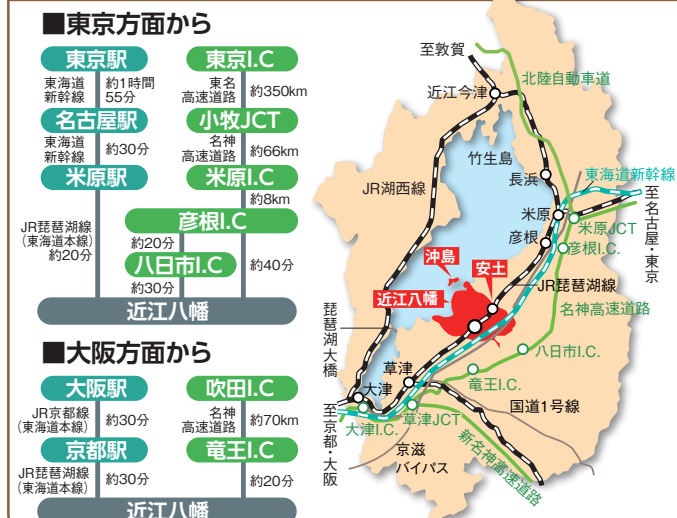 ■東京方面から
東京駅
東海道
新幹線
約1時間
55分
名古屋駅
東海道
新幹線
約30分
米原駅
JR琵琶湖線
(東海道本線)
約20分
東京I.C
東名
高速道路
約350km
小牧JCT
名神
高速道路
約66km
米原I.C
約8km
彦根I.C
約20分
八日市I.C
約30分
約40分
近江八幡
■大阪方面から
大阪駅
JR京都線
(東海道本線)
約30分
京都駅
JR琵琶湖線
(東海道本線)
約30分
吹田I.C
名神
高速道路
約70km
竜王I.C
約20分
近江八幡
至敦賀
北陸自動車道
近江今津
竹生島
長浜
JR湖西線
東海道新幹線
米原
至名古屋・東京
米原JCT
彦根
彦根I.C.
沖島
安土
JR琵琶湖線
近江八幡
名神高速道路
琵琶湖大橋
八日市I.C.
草津
竜王I.C.
大津
国道1号線
至京都・大阪
大津I.C.
草津JCT
京滋
バイパス
新名神高速道路